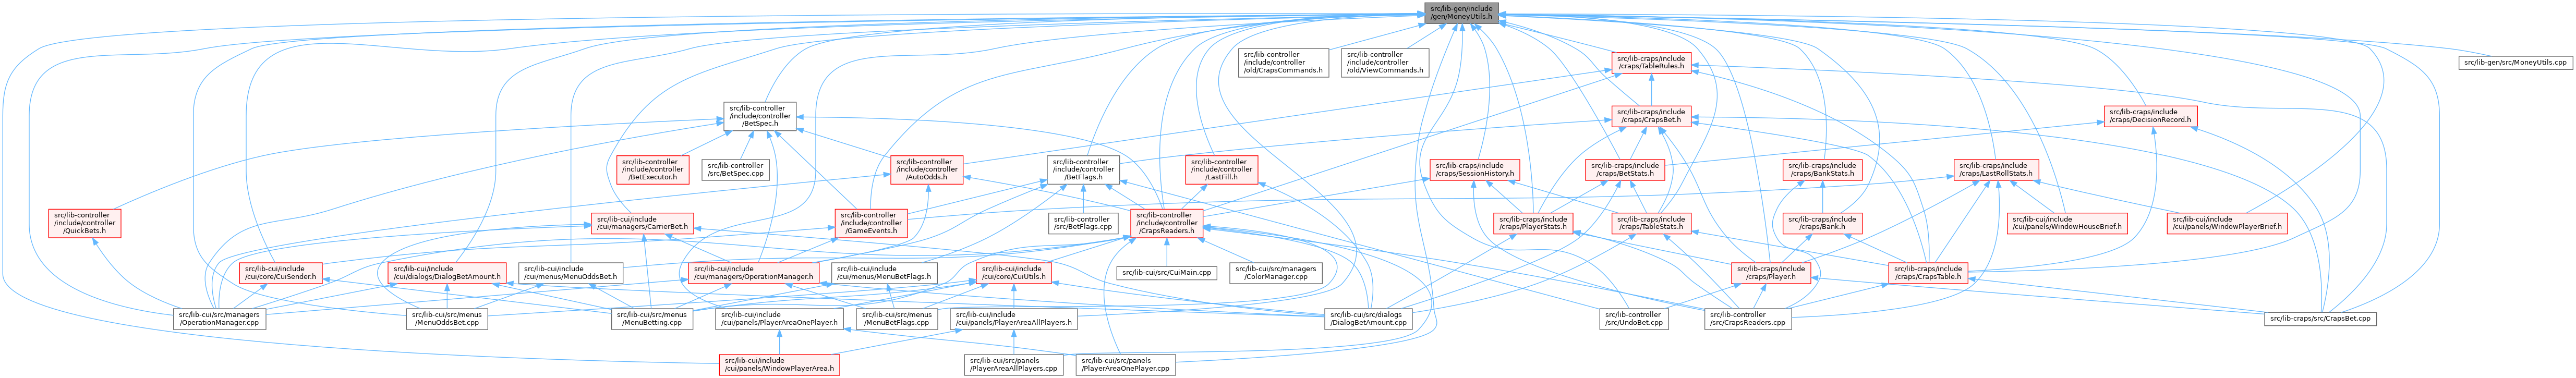 src/lib-gen/include
/gen/MoneyUtils.h
src/lib-controller
/include/controller
/old/CrapsCommands.h
src/lib-controller
/include/controller
/old/ViewCommands.h
src/lib-craps/include
/craps/TableRules.h
src/lib-gen/src/MoneyUtils.cpp
src/lib-controller
/include/controller
/BetSpec.h
src/lib-craps/include
/craps/CrapsBet.h
src/lib-craps/include
/craps/DecisionRecord.h
src/lib-controller
/include/controller
/BetExecutor.h
src/lib-controller
/src/BetSpec.cpp
src/lib-controller
/include/controller
/AutoOdds.h
src/lib-controller
/include/controller
/BetFlags.h
src/lib-controller
/include/controller
/LastFill.h
src/lib-craps/include
/craps/SessionHistory.h
src/lib-craps/include
/craps/BetStats.h
src/lib-craps/include
/craps/BankStats.h
src/lib-craps/include
/craps/LastRollStats.h
src/lib-controller
/include/controller
/QuickBets.h
src/lib-cui/include
/cui/managers/CarrierBet.h
src/lib-controller
/include/controller
/GameEvents.h
src/lib-controller
/src/BetFlags.cpp
src/lib-controller
/include/controller
/CrapsReaders.h
src/lib-craps/include
/craps/PlayerStats.h
src/lib-craps/include
/craps/TableStats.h
src/lib-craps/include
/craps/Bank.h
src/lib-cui/include
/cui/panels/WindowHouseBrief.h
src/lib-cui/include
/cui/panels/WindowPlayerBrief.h
src/lib-cui/include
/cui/core/CuiSender.h
src/lib-cui/include
/cui/dialogs/DialogBetAmount.h
src/lib-cui/include
/cui/menus/MenuOddsBet.h
src/lib-cui/include
/cui/managers/OperationManager.h
src/lib-cui/include
/cui/menus/MenuBetFlags.h
src/lib-cui/include
/cui/core/CuiUtils.h
src/lib-cui/src/CuiMain.cpp
src/lib-cui/src/managers
/ColorManager.cpp
src/lib-craps/include
/craps/Player.h
src/lib-craps/include
/craps/CrapsTable.h
src/lib-cui/src/managers
/OperationManager.cpp
src/lib-cui/src/menus
/MenuOddsBet.cpp
src/lib-cui/src/menus
/MenuBetting.cpp
src/lib-cui/include
/cui/panels/PlayerAreaOnePlayer.h
src/lib-cui/src/menus
/MenuBetFlags.cpp
src/lib-cui/include
/cui/panels/PlayerAreaAllPlayers.h
src/lib-cui/src/dialogs
/DialogBetAmount.cpp
src/lib-controller
/src/UndoBet.cpp
src/lib-controller
/src/CrapsReaders.cpp
src/lib-craps/src/CrapsBet.cpp
src/lib-cui/include
/cui/panels/WindowPlayerArea.h
src/lib-cui/src/panels
/PlayerAreaAllPlayers.cpp
src/lib-cui/src/panels
/PlayerAreaOnePlayer.cpp